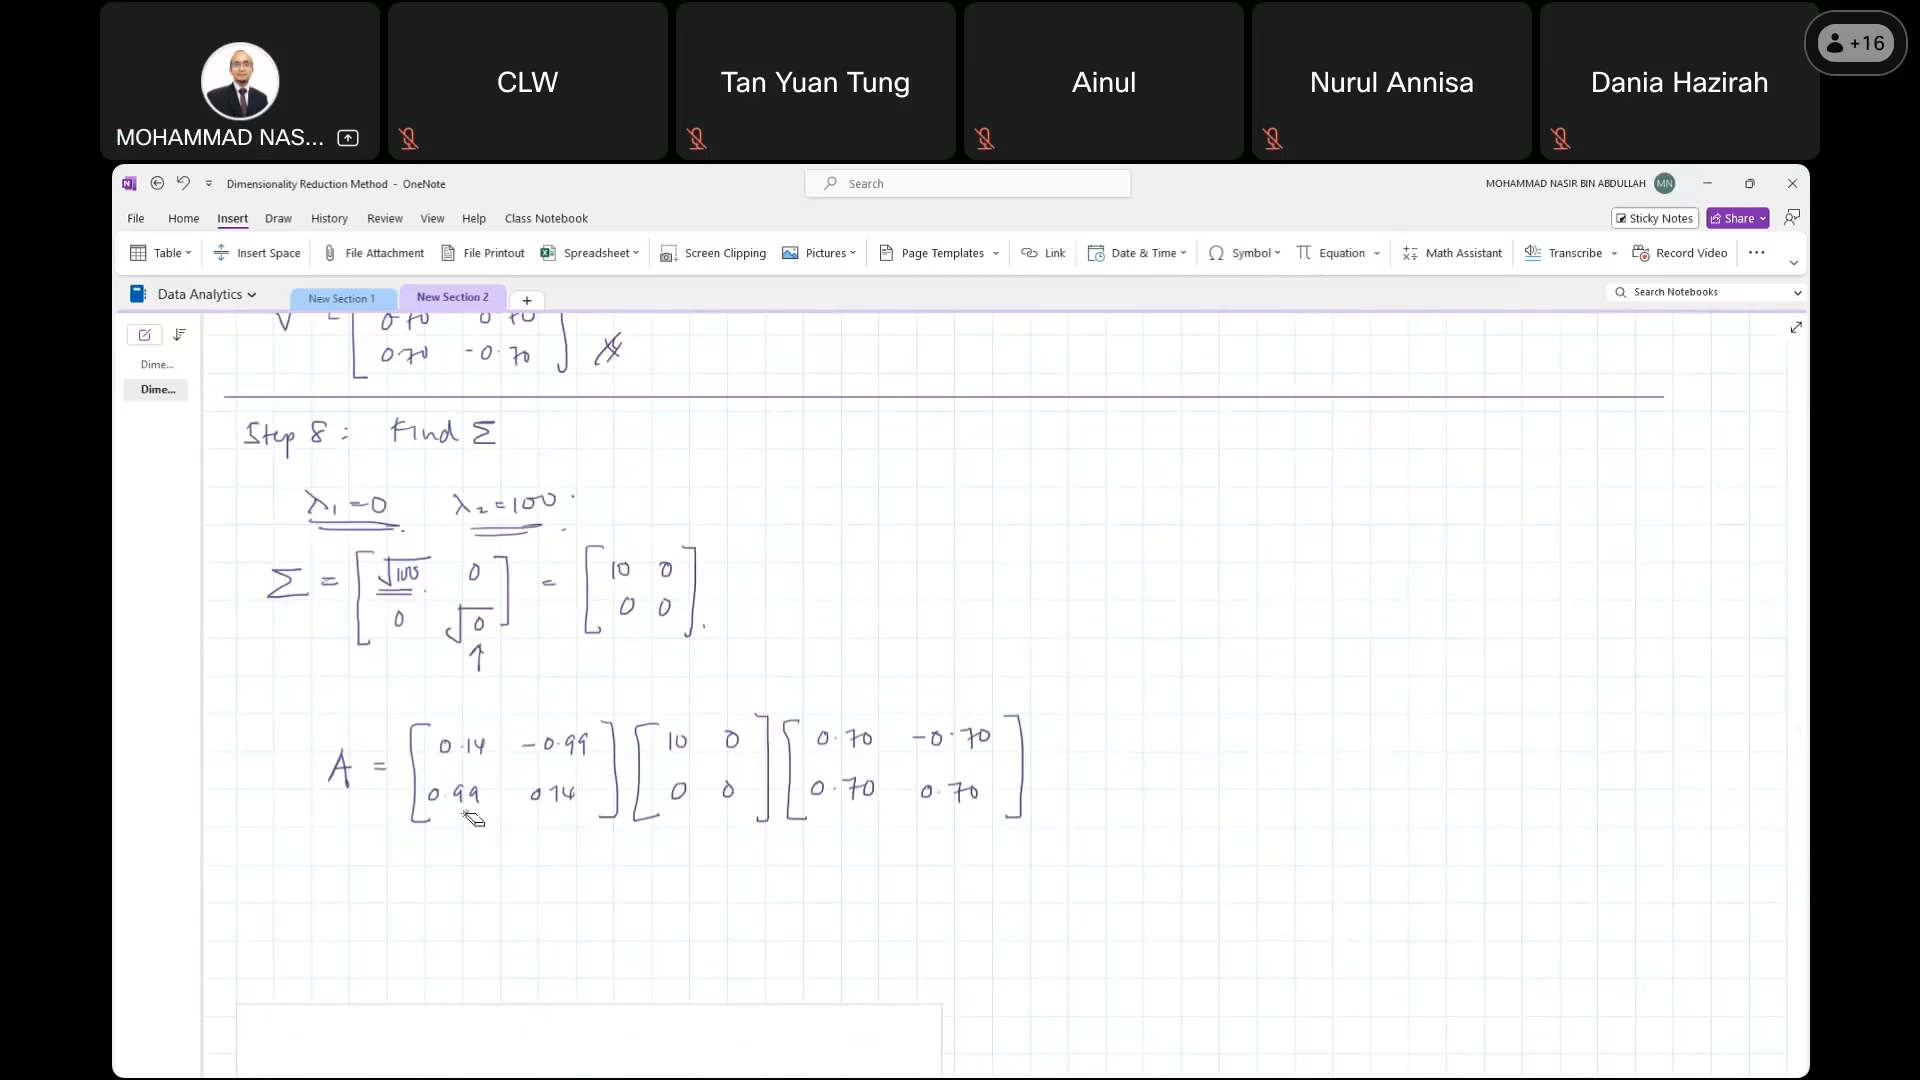 +16
CLW
Tan Yuan Tung
Ainul
Nurul Annisa
Dania Hazirah
MOHAMMAD NAS...
Dimensionality Reduction Method - OneNote
Search
MOHAMMAD NASIR BIN ABDULLAH MN
File Home Insert Draw History Review View Help Class Notebook
Sticky Notes Share
Table Insert Space File Attachment File Printout Spreadsheet Screen Clipping Pictures Page Templates Link Date & Time Symbol Equation Math Assistant Transcribe Record Video ...
Data Analytics New Section 1 New Section 2 +
Search Notebooks
Dime...
Dime...
V = [ 0.70 0.70
0.70 -0.70 ]
Step 8: Find Σ
λ₁ = 0 λ₂ = 100
Σ = [ √100 0 = [ 10 0
0 √0 ] 0 0 ].
↑
A = [ 0.14 -0.99 ] [ 10 0 ] [ 0.70 -0.70 ]
0.99 0.14 0 0 0.70 0.70